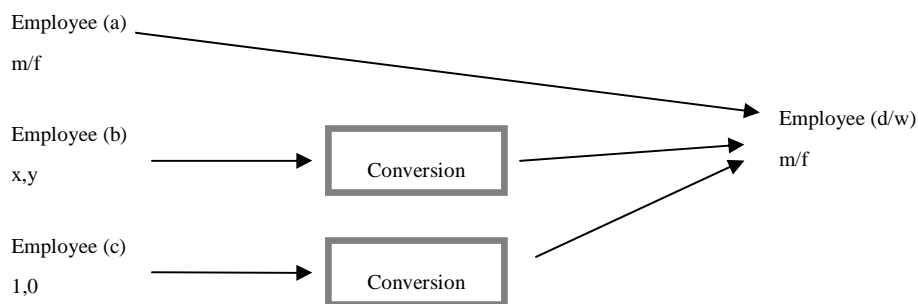 Employee (a)
m/f
Employee (b)
x,y
Conversion
Employee (d/w)
m/f
Employee (c)
1,0
Conversion